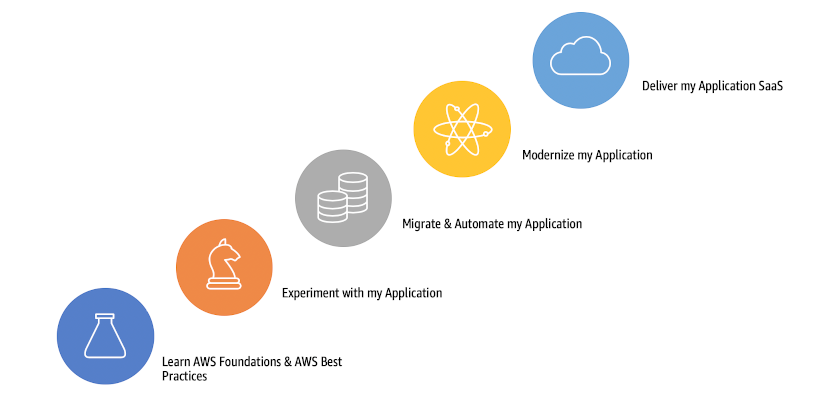 Deliver my Application SaaS
Modernize my Application
Migrate & Automate my Application
Experiment with my Application
Learn AWS Foundations & AWS Best
Practices